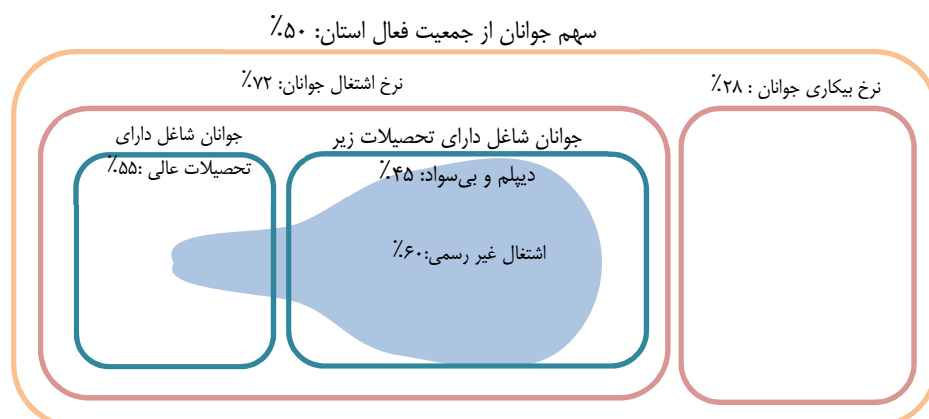 سهم جوانان از جمعیت فعال استان: ۵۰٪
نرخ بیکاری جوانان : ۲۸٪
نرخ اشتغال جوانان: ۷۲٪
جوانان شاغل دارای تحصیلات زیر
دیپلم و بی‌سواد: ۴۵٪
جوانان شاغل دارای
تحصیلات عالی :۵۵٪
اشتغال غیر رسمی:۶۰٪